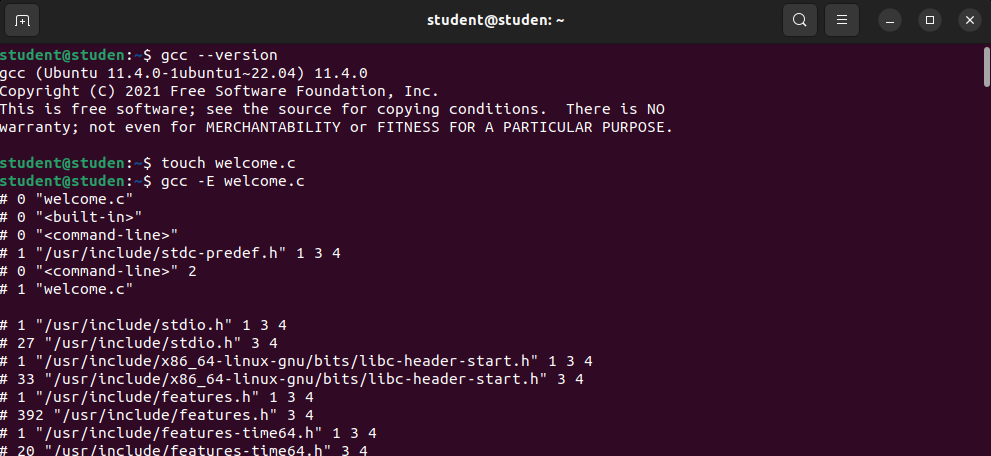 student@studen: ~
student@studen:~$ gcc --version
gcc (Ubuntu 11.4.0-1ubuntu1~22.04) 11.4.0
Copyright (C) 2021 Free Software Foundation, Inc.
This is free software; see the source for copying conditions.  There is NO
warranty; not even for MERCHANTABILITY or FITNESS FOR A PARTICULAR PURPOSE.
student@studen:~$ touch welcome.c
student@studen:~$ gcc -E welcome.c
# 0 "welcome.c"
# 0 "<built-in>"
# 0 "<command-line>"
# 1 "/usr/include/stdc-predef.h" 1 3 4
# 0 "<command-line>" 2
# 1 "welcome.c"
# 1 "/usr/include/stdio.h" 1 3 4
# 27 "/usr/include/stdio.h" 3 4
# 1 "/usr/include/x86_64-linux-gnu/bits/libc-header-start.h" 1 3 4
# 33 "/usr/include/x86_64-linux-gnu/bits/libc-header-start.h" 3 4
# 1 "/usr/include/features.h" 1 3 4
# 392 "/usr/include/features.h" 3 4
# 1 "/usr/include/features-time64.h" 1 3 4
# 20 "/usr/include/features-time64.h" 3 4